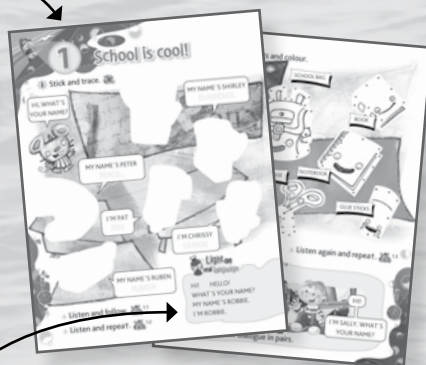 1
School is cool!
Stick and trace.
HI, WHAT'S
YOUR NAME?
MY NAME'S SHIRLEY
MY NAME'S PETER
I'M PAT
I'M CHRISSY
MY NAME'S RUBEN
Light on
language
HI! HELLO!
WHAT'S YOUR NAME?
MY NAME'S ROBBIE.
I'M ROBBIE.
Listen and follow.
Listen and repeat.
and colour.
SCHOOL BAG
BOOK
NOTEBOOK
GLUE STICKS
Listen again and repeat.
HI!
I'M SALLY. WHAT'S
YOUR NAME?
in pairs.